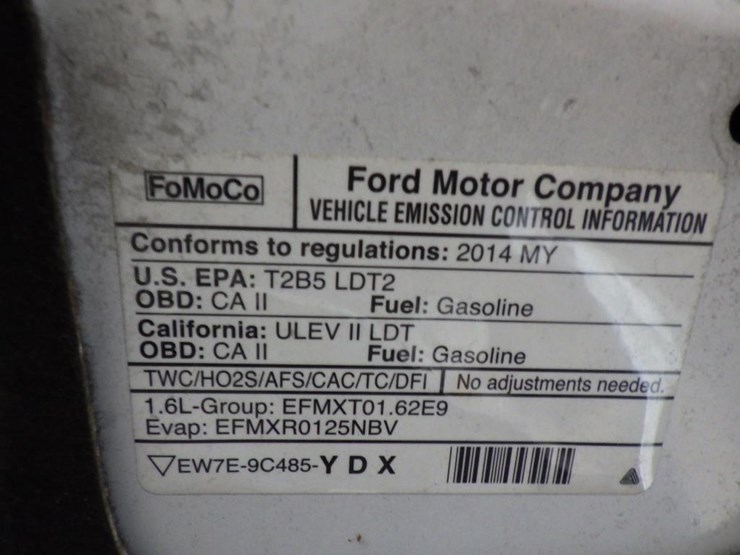 FoMoCo
Ford Motor Company
VEHICLE EMISSION CONTROL INFORMATION
Conforms to regulations: 2014 MY
U.S. EPA: T2B5 LDT2
OBD: CA II Fuel: Gasoline
California: ULEV II LDT
OBD: CA II Fuel: Gasoline
TWC/HO2S/AFS/CAC/TC/DFI No adjustments needed.
1.6L-Group: EFMXT01.62E9
Evap: EFMXR0125NBV
▽EW7E-9C485-Y D X